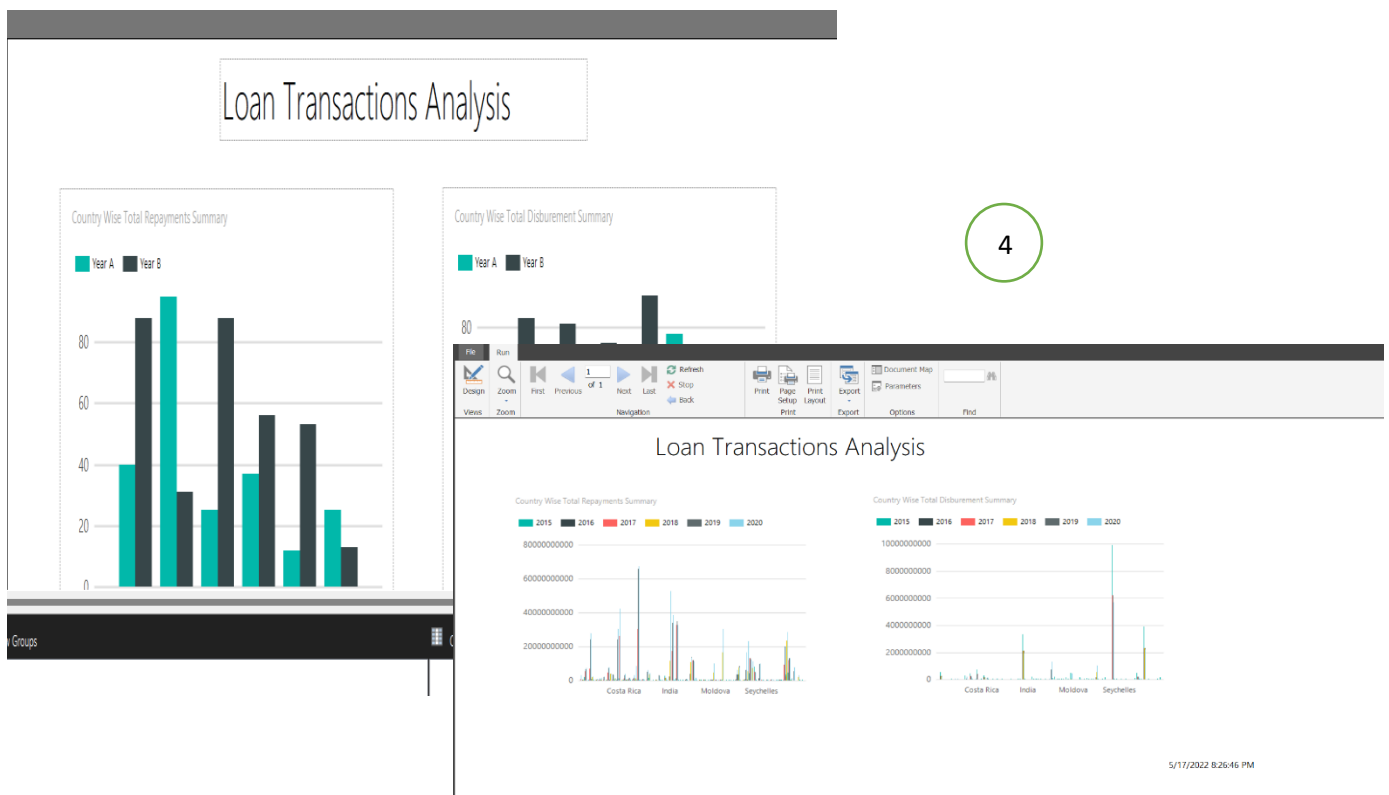 Loan Transactions Analysis
Country Wise Total Repayments Summary
Year A Year B
80
60
40
20
0
Country Wise Total Disburement Summary
Year A Year B
80
4
w Groups
File Run
Design
Zoom
First Previous
1
of 1
Next Last
Refresh
Stop
Back
Print
Page Setup
Print Layout
Export
Document Map
Parameters
Views Zoom Navigation Print Export Options Find
Loan Transactions Analysis
Country Wise Total Repayments Summary
2015 2016 2017 2018 2019 2020
80000000000
60000000000
40000000000
20000000000
0
Costa Rica India Moldova Seychelles
Country Wise Total Disburement Summary
2015 2016 2017 2018 2019 2020
10000000000
8000000000
6000000000
4000000000
2000000000
0
Costa Rica India Moldova Seychelles
5/17/2022 8:26:46 PM